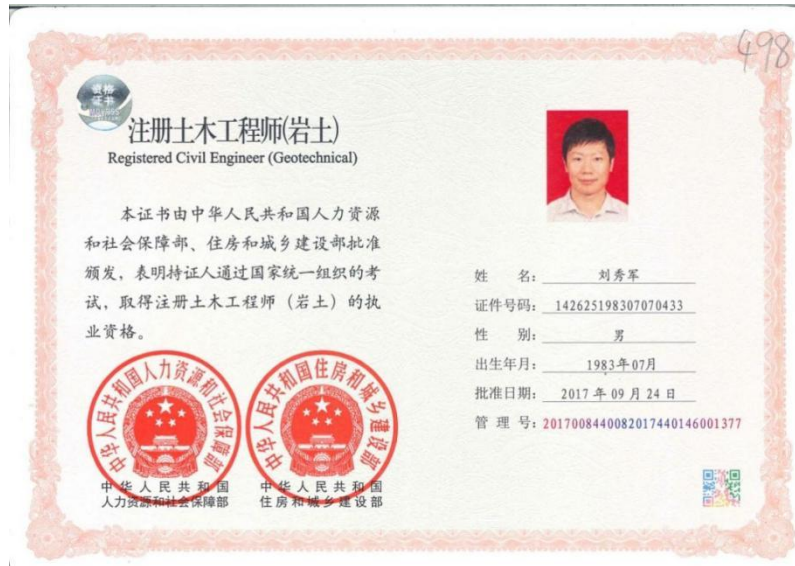 498
资格
证书
注册土木工程师(岩土)
Registered Civil Engineer (Geotechnical)
本证书由中华人民共和国人力资源
和社会保障部、住房和城乡建设部批准
颁发，表明持证人通过国家统一组织的考
试，取得注册土木工程师（岩土）的执
业资格。
中华人民共和国人力资源和社会保障部
中华人民共和国住房和城乡建设部
中华人民共和国
人力资源和社会保障部
中华人民共和国
住房和城乡建设部
姓 名： 刘秀军
证件号码： 142625198307070433
性 别： 男
出生年月： 1983年07月
批准日期： 2017年09月24日
管 理 号：2017008440082017440146001377